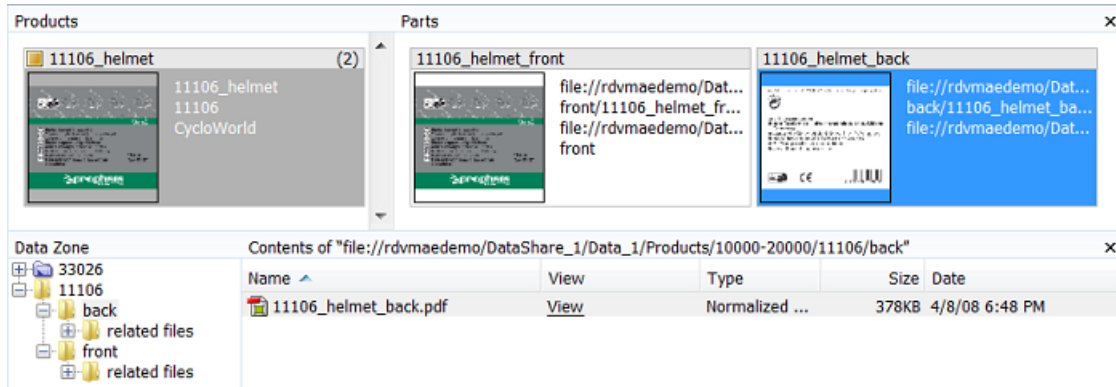 Products
Parts
11106_helmet (2)
11106_helmet
11106
CycloWorld
11106_helmet_front
file://rdvmaedemo/Dat...
front/11106_helmet_fr...
file://rdvmaedemo/Dat...
front
11106_helmet_back
file://rdvmaedemo/Dat...
back/11106_helmet_ba...
file://rdvmaedemo/Dat...
Data Zone
33026
11106
back
related files
front
related files
Contents of "file://rdvmaedemo/DataShare_1/Data_1/Products/10000-20000/11106/back"
Name View Type Size Date
11106_helmet_back.pdf View Normalized ... 378KB 4/8/08 6:48 PM